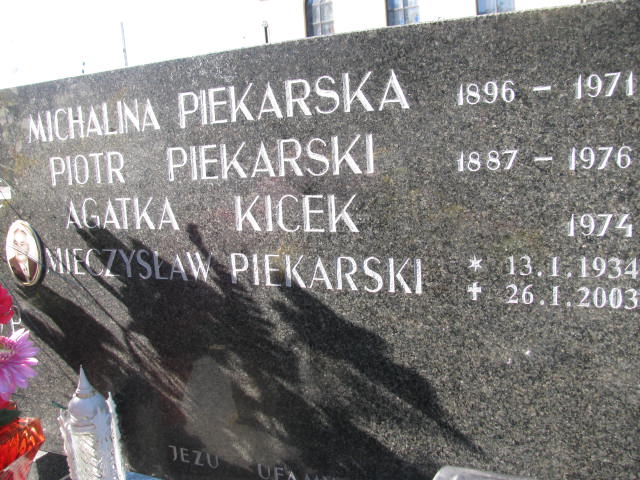 MICHALINA PIEKARSKA 1896 – 1971
PIOTR PIEKARSKI 1887 – 1976
AGATKA KICEK 1974
MIECZYSŁAW PIEKARSKI * 13.1.1934
✝ 26.1.2003
JEZU